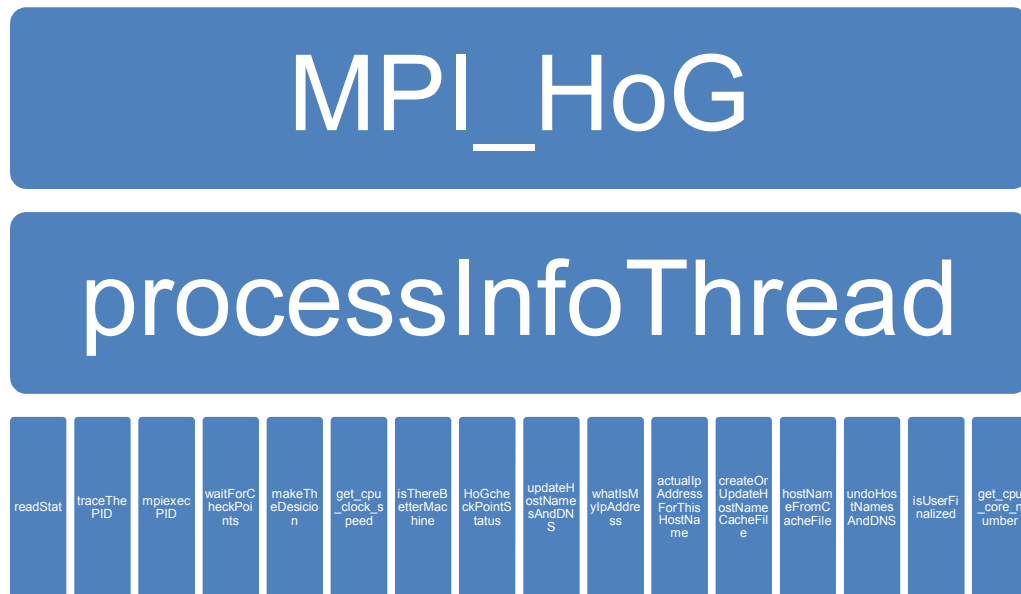 MPI_HoG
processInfoThread
readStat
traceThe
PID
mpiexec
PID
waitForC
heckPoi
nts
makeTh
eDesicio
n
get_cpu
_clock_s
peed
isThereB
etterMac
hine
HoGche
ckPointS
tatus
updateH
ostName
sAndDN
S
whatIsM
yIpAddre
ss
actualIp
Address
ForThis
HostNa
me
createOr
UpdateH
ostName
CacheFil
e
hostNam
eFromC
acheFile
undoHos
tNames
AndDNS
isUserFi
nalized
get_cpu
_core_n
umber